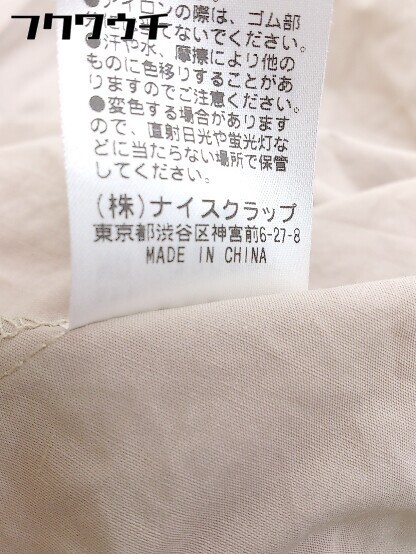 フクウウチ
●アイロンの際は、ゴム部
てないでください。
●汗や水、摩擦により他の
ものに色移りすることがあ
りますのでご注意ください。
●変色する場合があります
ので、直射日光や蛍光灯な
どに当たらない場所で保管
してください。
(株)ナイスクラップ
東京都渋谷区神宮前6-27-8
MADE IN CHINA